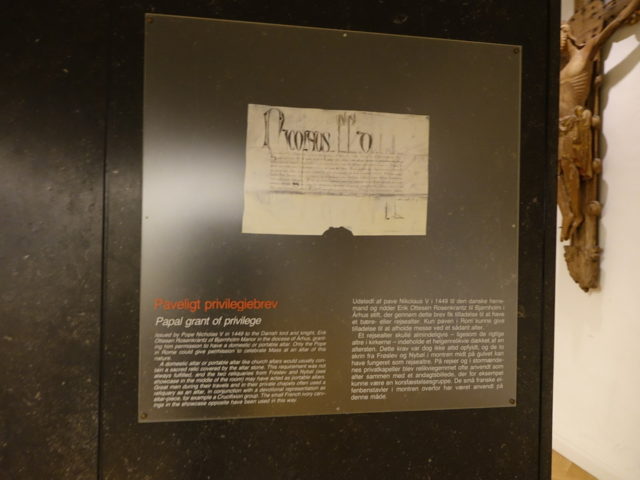 Nicolaus
Paveligt privilegiebrev
Papal grant of privilege
Issued by Pope Nicholas V in 1449 to the Danish lord and knight, Erik
Ottesen Rosenkrantz of Bjørnholm Manor in the diocese of Århus, grant-
ing him permission to have a domestic or portable altar. Only the Pope
in Rome could give permission to celebrate Mass at an altar of this
nature.
A domestic altar or portable altar like church altars would usually con-
tain a sacred relic covered by the altar stone. This requirement was not
always fulfilled, and the two reliquaries from Frøslev and Nybøl (see
showcase in the middle of the room) may have acted as portable altars.
Great men during their travels and in their private chapels often used a
reliquary as an altar, in conjunction with a devotional representation as
altar-piece, for example a Crucifixion group. The small French ivory carv-
ings in the showcase opposite have been used in this way.
Udstedt af pave Nikolaus V i 1449 til den danske herre-
mand og ridder Erik Ottesen Rosenkrantz til Bjørnholm i
Århus stift, der gennem dette brev fik tilladelse til at have
et bære- eller rejsealter. Kun paven i Rom kunne give
tilladelse til at afholde messe ved et sådant alter.
Et rejsealter skulle almindeligvis – ligesom de rigtige
altre i kirkerne – indeholde et helgenrelikvie dækket af en
altersten. Dette krav var dog ikke altid opfyldt, og de to
skrin fra Frøslev og Nybøl i montren midt på gulvet kan
have fungeret som rejsealtre. På rejser og i stormænde-
nes privatkapeller blev relikviegemmet ofte anvendt som
alter sammen med et andagtsbillede, der for eksempel
kunne være en korsfæstelsesgruppe. De små franske el-
fenbenstavler i montren overfor har været anvendt på
denne måde.